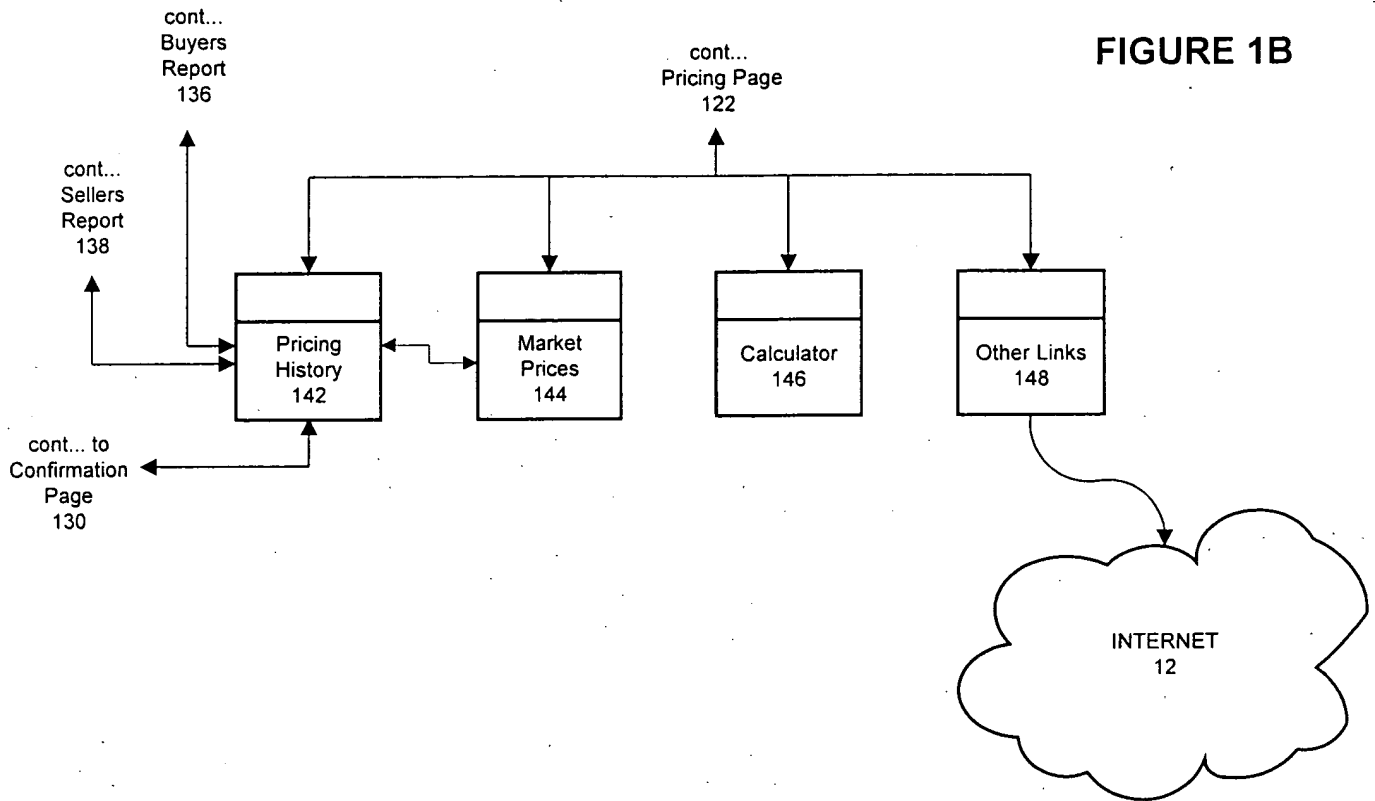 cont...
Buyers
Report
136
cont...
Pricing Page
122
FIGURE 1B
cont...
Sellers
Report
138
Pricing
History
142
Market
Prices
144
Calculator
146
Other Links
148
cont... to
Confirmation
Page
130
INTERNET
12